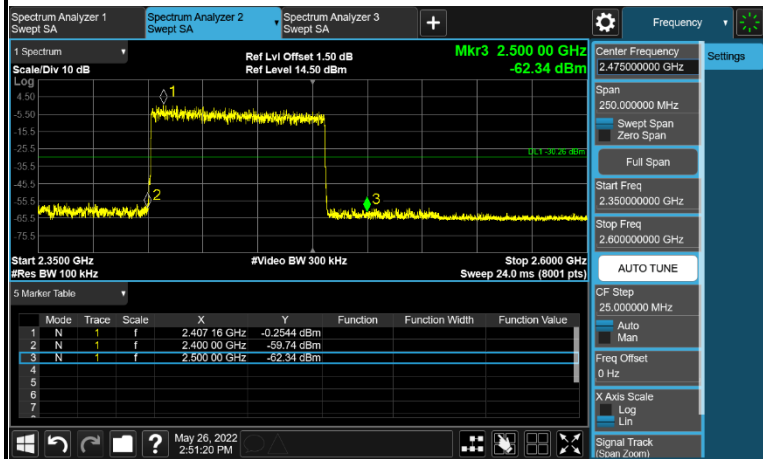 Spectrum Analyzer 1
Swept SA
Spectrum Analyzer 2
Swept SA
Spectrum Analyzer 3
Swept SA
+
Frequency
1 Spectrum
Scale/Div 10 dB
Log
Ref Lvl Offset 1.50 dB
Ref Level 14.50 dBm
Mkr3 2.500 00 GHz
-62.34 dBm
4.50
-5.50
-15.5
-25.5
-35.5
-45.5
-55.5
-65.5
-75.5
1
2
3
DL1 -30.26 dBm
Start 2.3500 GHz
#Res BW 100 kHz
#Video BW 300 kHz
Stop 2.6000 GHz
Sweep 24.0 ms (8001 pts)
5 Marker Table
Mode Trace Scale X Y Function Function Width Function Value
1 N 1 f 2.407 16 GHz -0.2544 dBm
2 N 1 f 2.400 00 GHz -59.74 dBm
3 N 1 f 2.500 00 GHz -62.34 dBm
4
5
6
7
?
May 26, 2022
2:51:20 PM
Center Frequency
2.475000000 GHz
Settings
Span
250.000000 MHz
Swept Span
Zero Span
Full Span
Start Freq
2.350000000 GHz
Stop Freq
2.600000000 GHz
AUTO TUNE
CF Step
25.000000 MHz
Auto
Man
Freq Offset
0 Hz
X Axis Scale
Log
Lin
Signal Track
(Span Zoom)